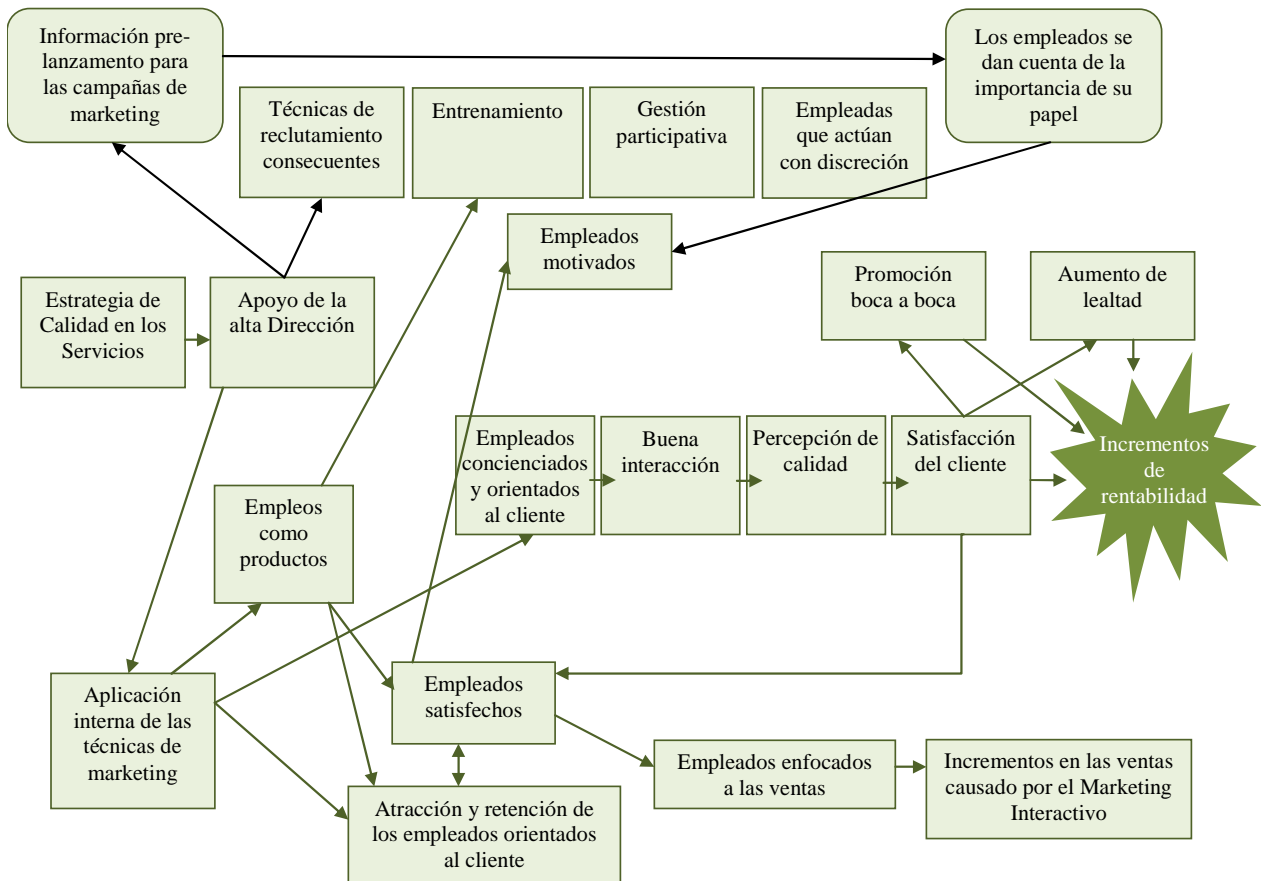 Información pre-
lanzamento para
las campañas de
marketing
Los empleados se
dan cuenta de la
importancia de su
papel
Técnicas de
reclutamiento
consecuentes
Entrenamiento
Gestión
participativa
Empleadas
que actúan
con discreción
Empleados
motivados
Promoción
boca a boca
Aumento de
lealtad
Estrategia de
Calidad en los
Servicios
Apoyo de la
alta Dirección
Empleados
concienciados
y orientados
al cliente
Buena
interacción
Percepción de
calidad
Satisfacción
del cliente
Incrementos
de
rentabilidad
Empleos
como
productos
Aplicación
interna de las
técnicas de
marketing
Empleados
satisfechos
Empleados enfocados
a las ventas
Incrementos en las ventas
causado por el Marketing
Interactivo
Atracción y retención de
los empleados orientados
al cliente